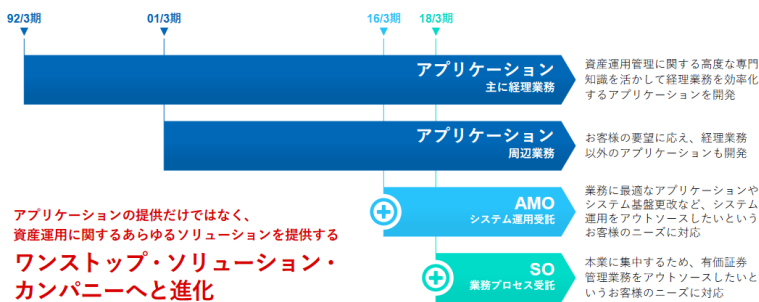 92/3期
01/3期
16/3期
18/3期
アプリケーション
主に経理業務
資産運用管理に関する高度な専門
知識を活かして経理業務を効率化
するアプリケーションを開発
アプリケーション
周辺業務
お客様の要望に応え、経理業務
以外のアプリケーションも開発
AMO
システム運用受託
業務に最適なアプリケーションや
システム基盤更改など、システム
運用をアウトソースしたいという
お客様のニーズに対応
アプリケーションの提供だけではなく、
資産運用に関するあらゆるソリューションを提供する
ワンストップ・ソリューション・
カンパニーへと進化
SO
業務プロセス受託
本業に集中するため、有価証券
管理業務をアウトソースしたいと
いうお客様のニーズに対応